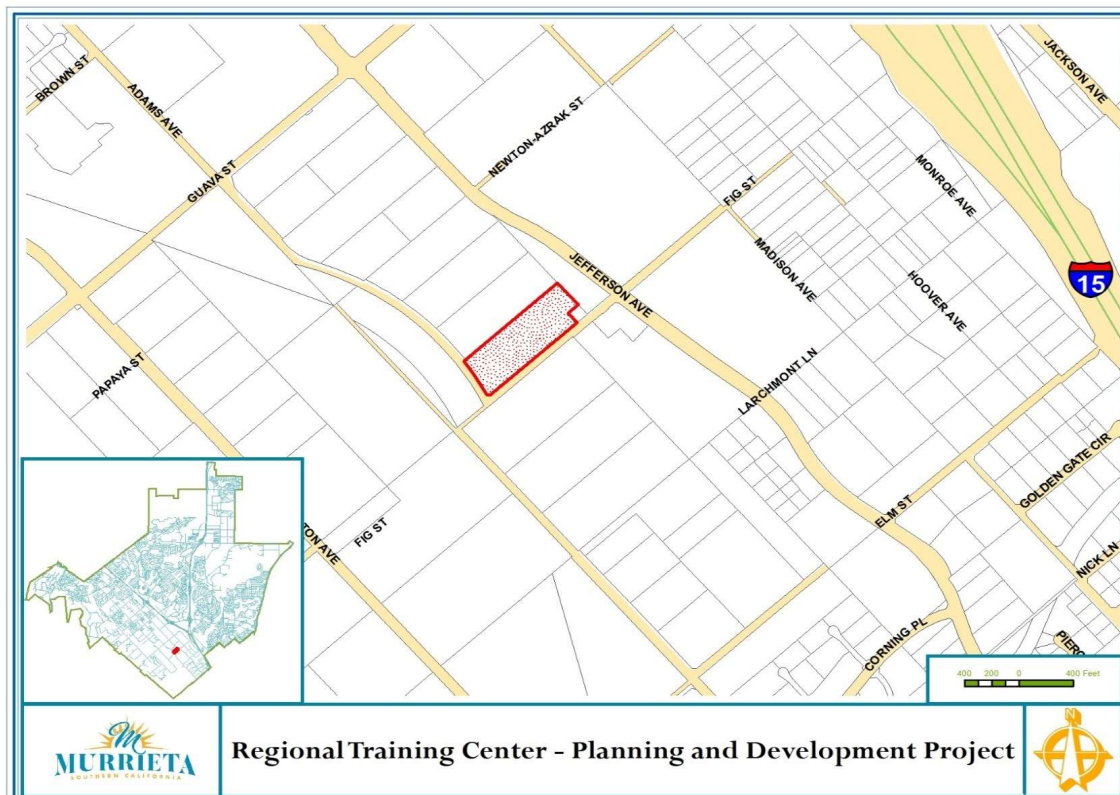 BROWN ST
ADAMS AVE
GUAVA ST
NEWTON-AZRAK ST
JACKSON AVE
MONROE AVE
FIG ST
MADISON AVE
HOOVER AVE
15
JEFFERSON AVE
PAPAYA ST
LARCHMONT LN
GOLDEN GATE CIR
ELM ST
NICK LN
TON AVE
FIG ST
CORNING PL
PIERC
400 200 0 400 Feet
M
MURRIETA
SOUTHERN CALIFORNIA
Regional Training Center - Planning and Development Project
N